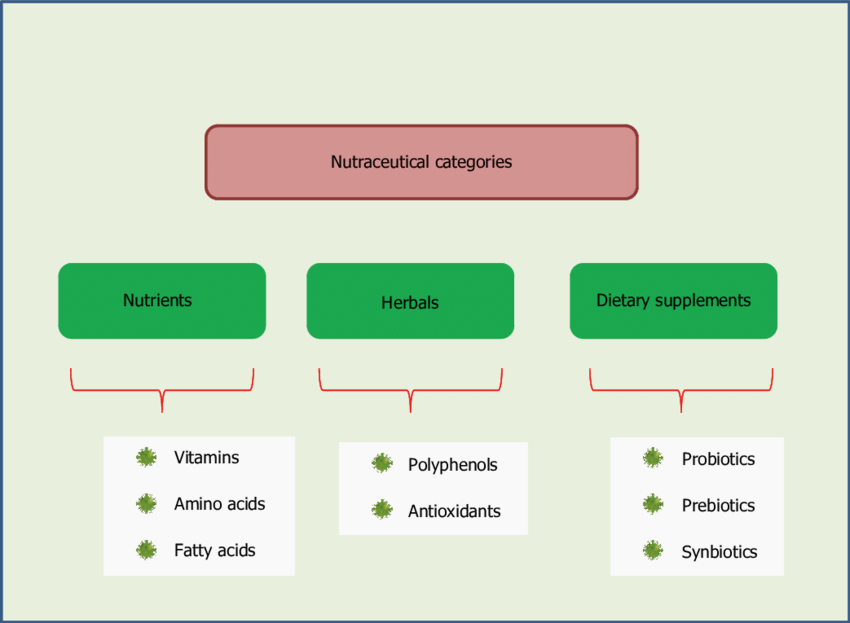 Nutraceutical categories
Nutrients
Herbals
Dietary supplements
Vitamins
Amino acids
Fatty acids
Polyphenols
Antioxidants
Probiotics
Prebiotics
Synbiotics